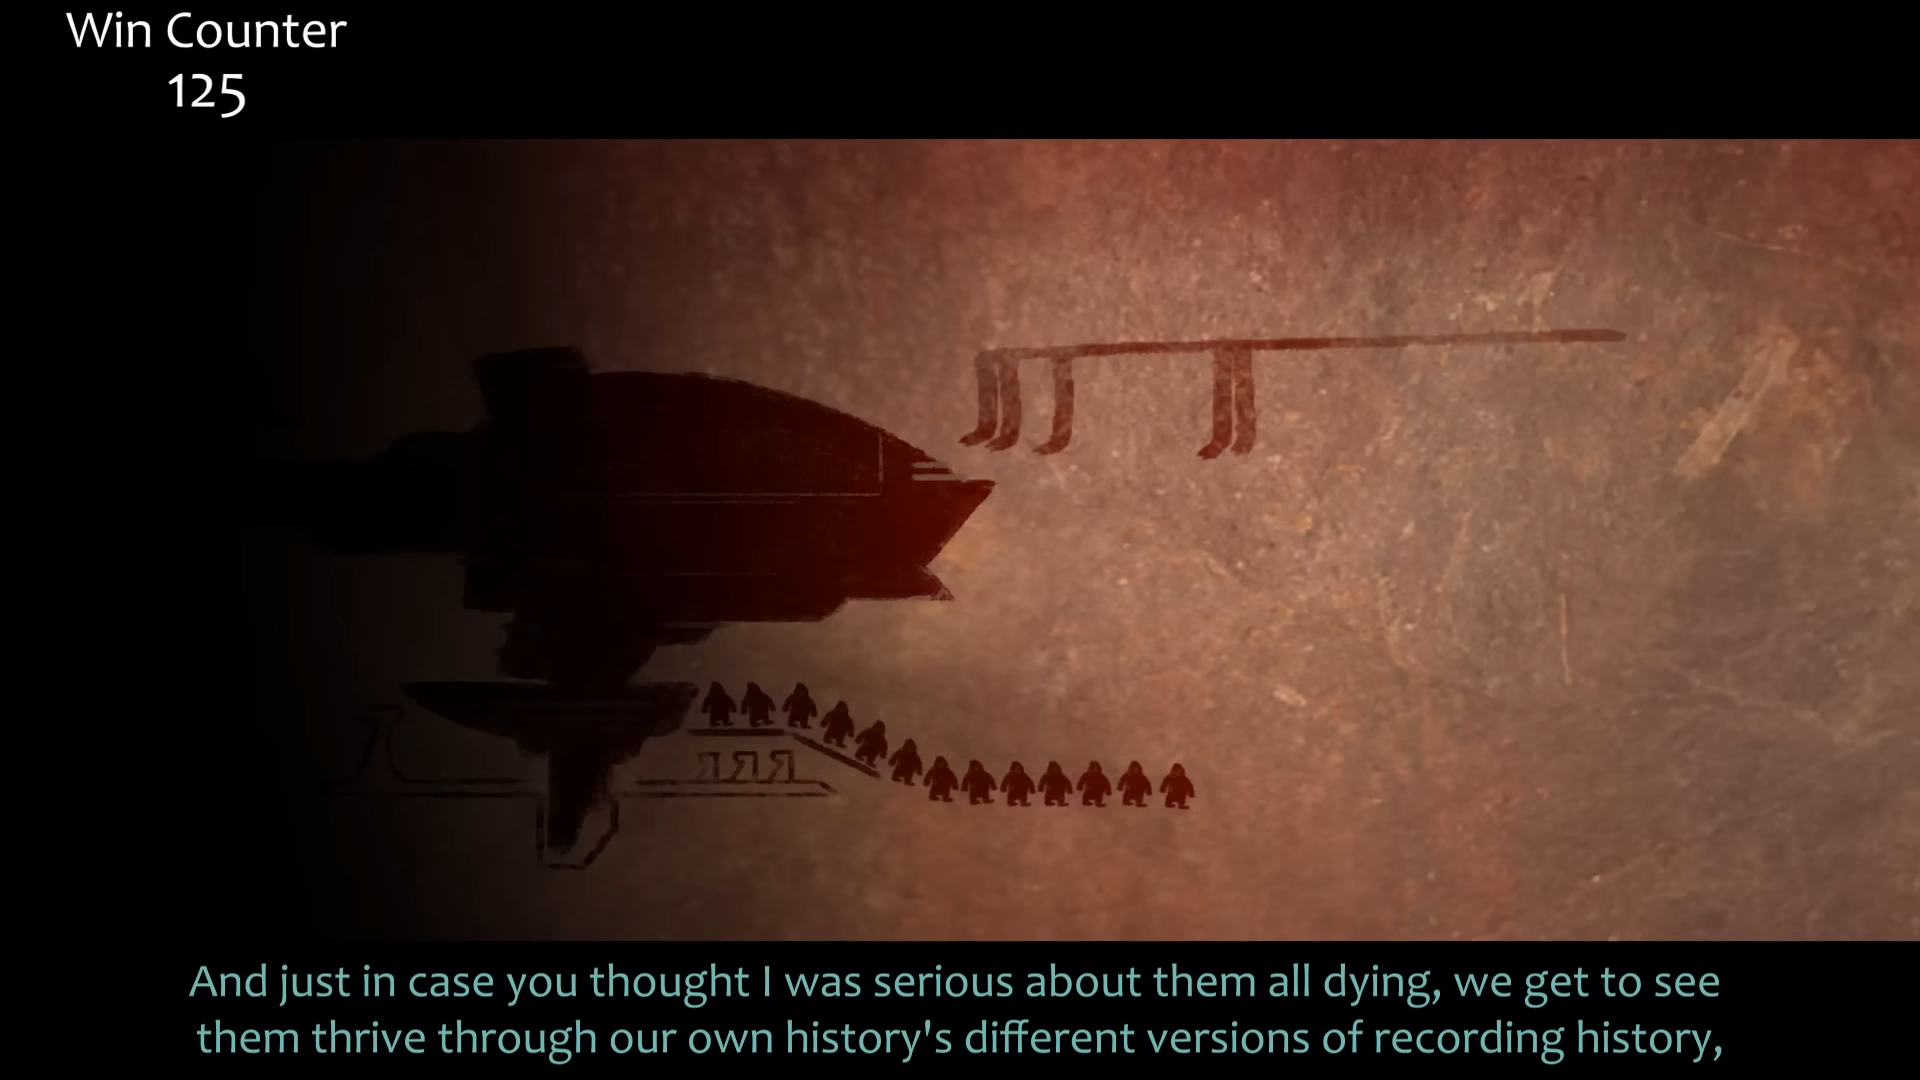 Win Counter
125
And just in case you thought I was serious about them all dying, we get to see
them thrive through our own history's different versions of recording history,